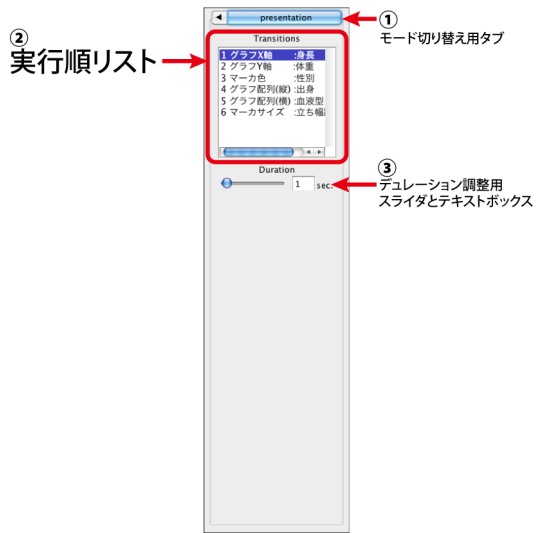 presentation
①
モード切り替え用タブ
②
実行順リスト
Transitions
1 グラフX軸 :身長
2 グラフY軸 :体重
3 マーカ色 :性別
4 グラフ配列(縦) :出身
5 グラフ配列(横) :血液型
6 マーカサイズ :立ち幅
Duration
1 sec.
③
デュレーション調整用
スライダとテキストボックス